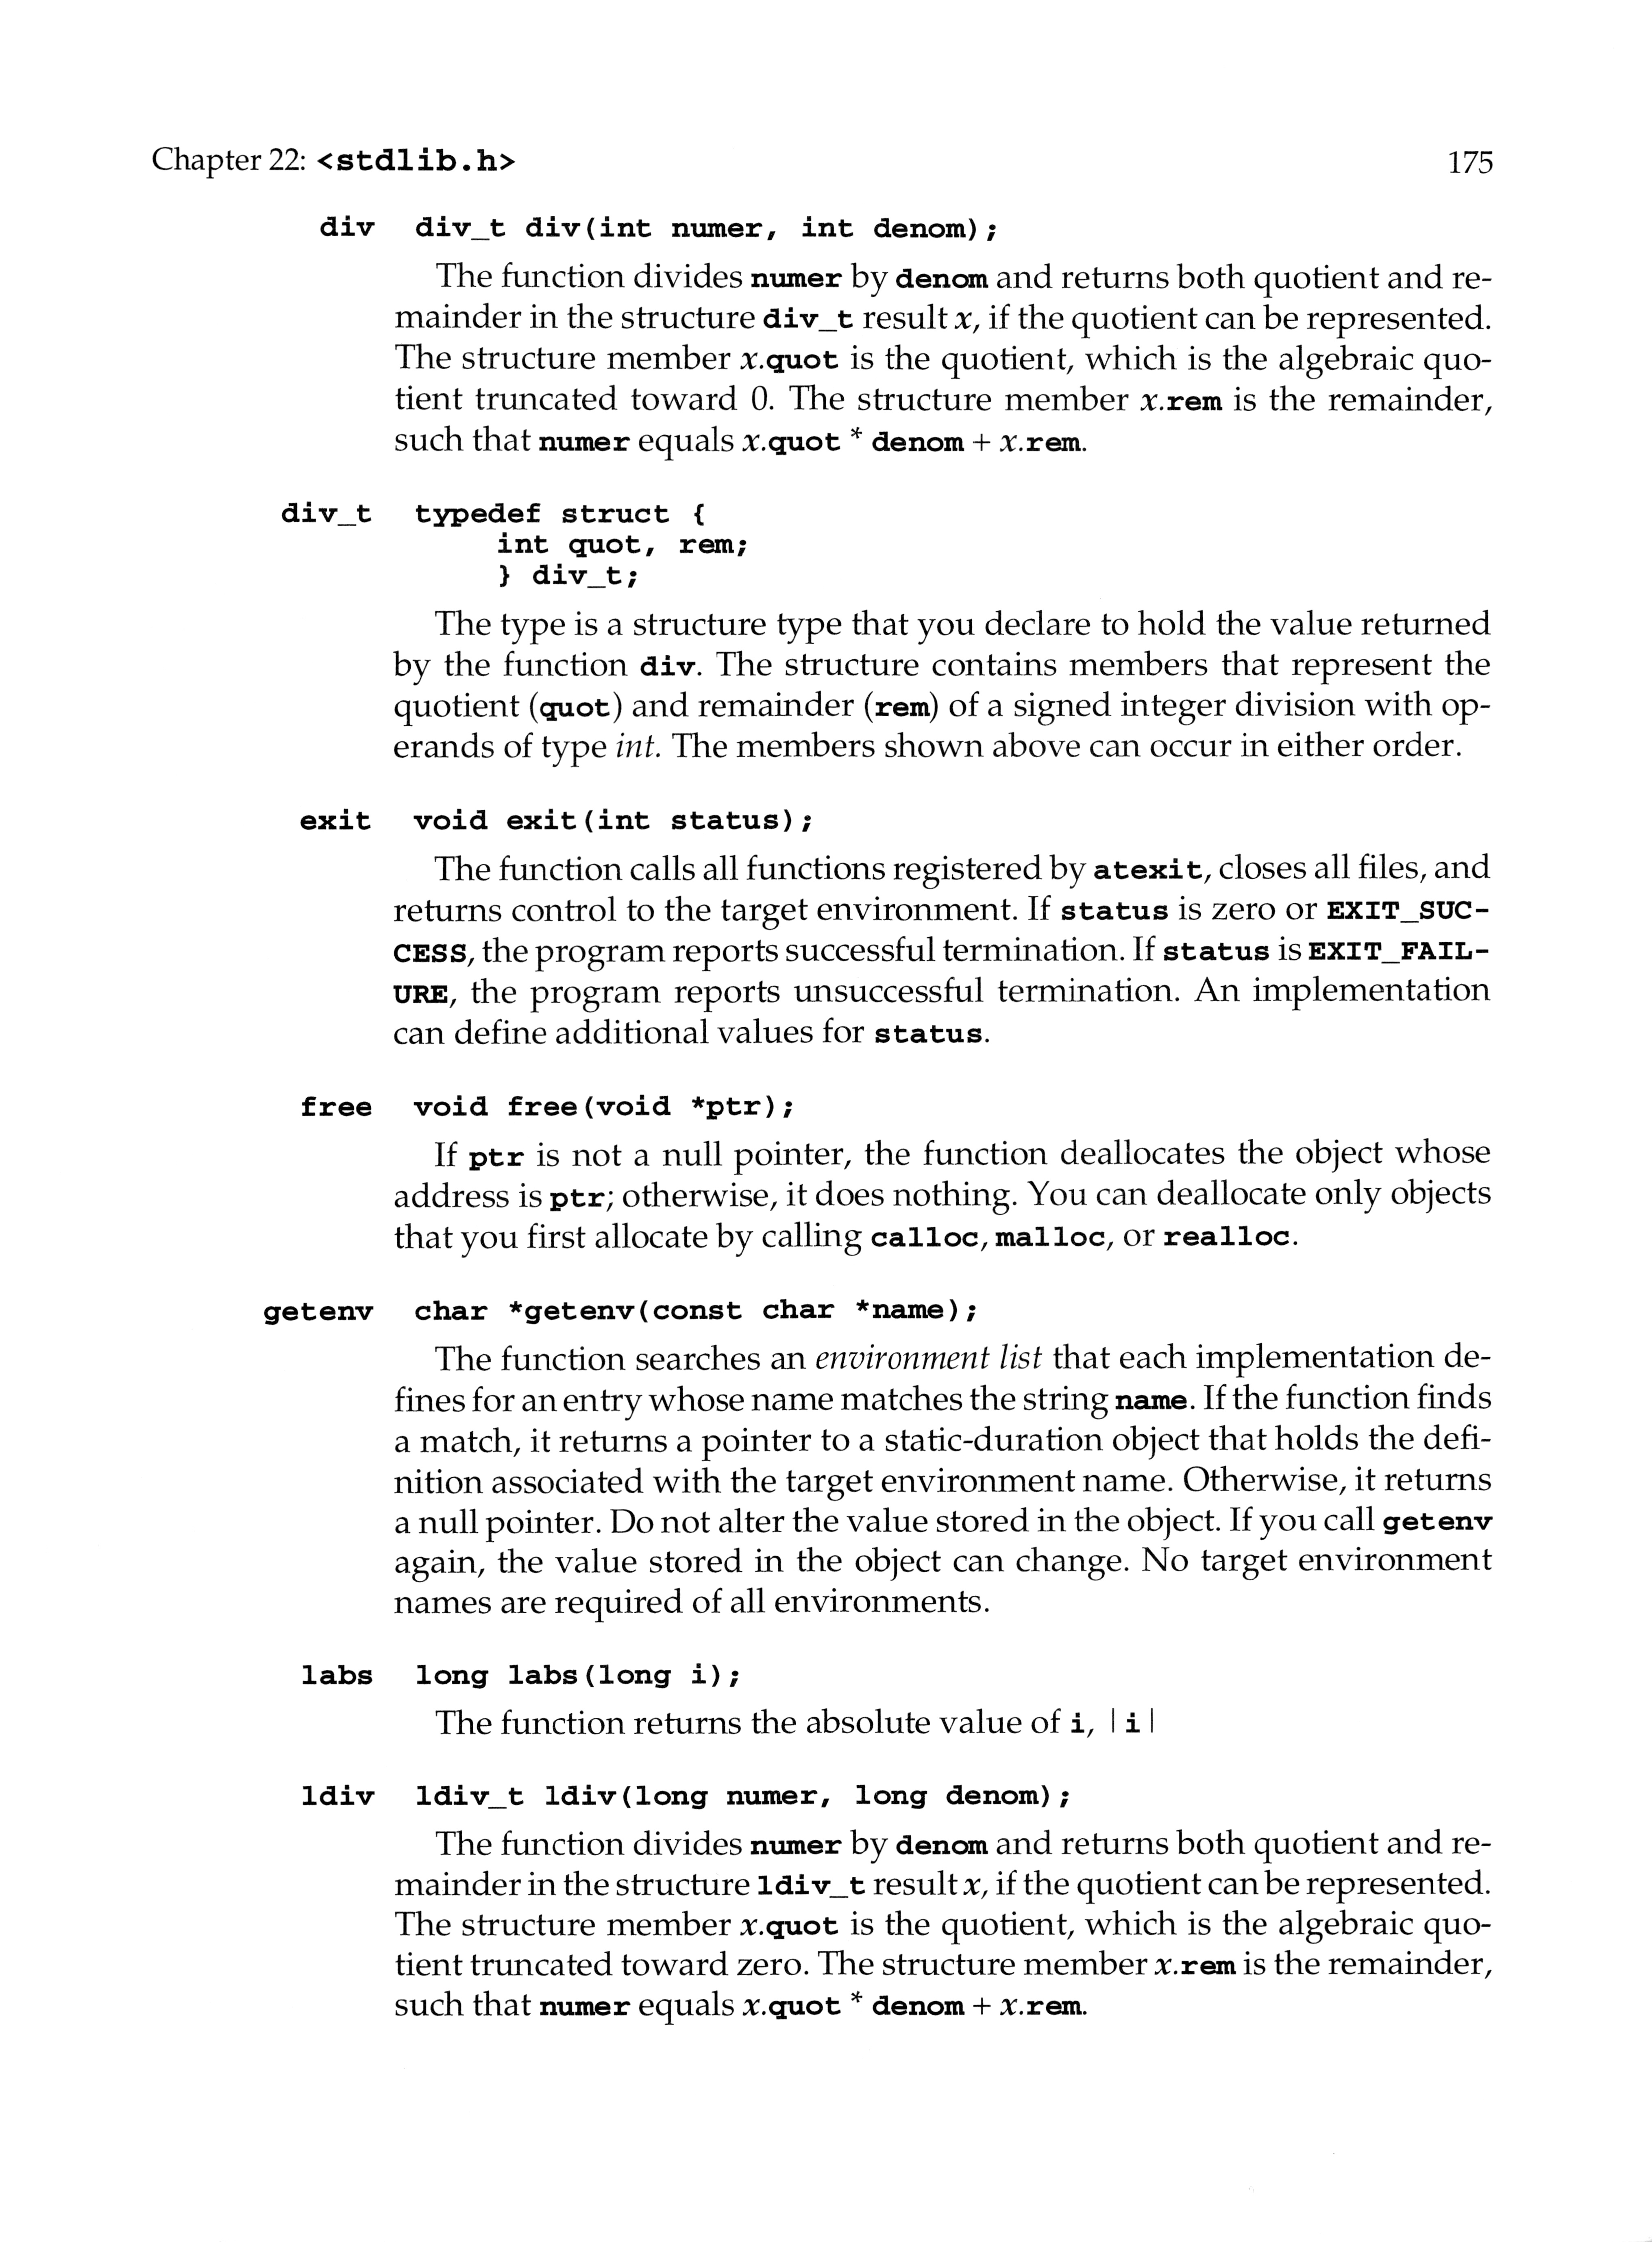 Chapter 22: <stdlib.h> 175
div div_t div(int numer, int denom);
The function divides numer by denom and returns both quotient and re-
mainder in the structure div_t result x, if the quotient can be represented.
The structure member x.quot is the quotient, which is the algebraic quo-
tient truncated toward 0. The structure member x.rem is the remainder,
such that numer equals x.quot * denom + x.rem.
div_t typedef struct {
int quot, rem;
} div_t;
The type is a structure type that you declare to hold the value returned
by the function div. The structure contains members that represent the
quotient (quot) and remainder (rem) of a signed integer division with op-
erands of type int. The members shown above can occur in either order.
exit void exit(int status);
The function calls all functions registered by atexit, closes all files, and
returns control to the target environment. If status is zero or EXIT_SUC-
CESS, the program reports successful termination. If status is EXIT_FAIL-
URE, the program reports unsuccessful termination. An implementation
can define additional values for status.
free void free(void *ptr);
If ptr is not a null pointer, the function deallocates the object whose
address is ptr; otherwise, it does nothing. You can deallocate only objects
that you first allocate by calling calloc, malloc, or realloc.
getenv char *getenv(const char *name);
The function searches an environment list that each implementation de-
fines for an entry whose name matches the string name. If the function finds
a match, it returns a pointer to a static-duration object that holds the defi-
nition associated with the target environment name. Otherwise, it returns
a null pointer. Do not alter the value stored in the object. If you call getenv
again, the value stored in the object can change. No target environment
names are required of all environments.
labs long labs(long i);
The function returns the absolute value of i, |i|
ldiv ldiv_t ldiv(long numer, long denom);
The function divides numer by denom and returns both quotient and re-
mainder in the structure ldiv_t result x, if the quotient can be represented.
The structure member x.quot is the quotient, which is the algebraic quo-
tient truncated toward zero. The structure member x.rem is the remainder,
such that numer equals x.quot * denom + x.rem.